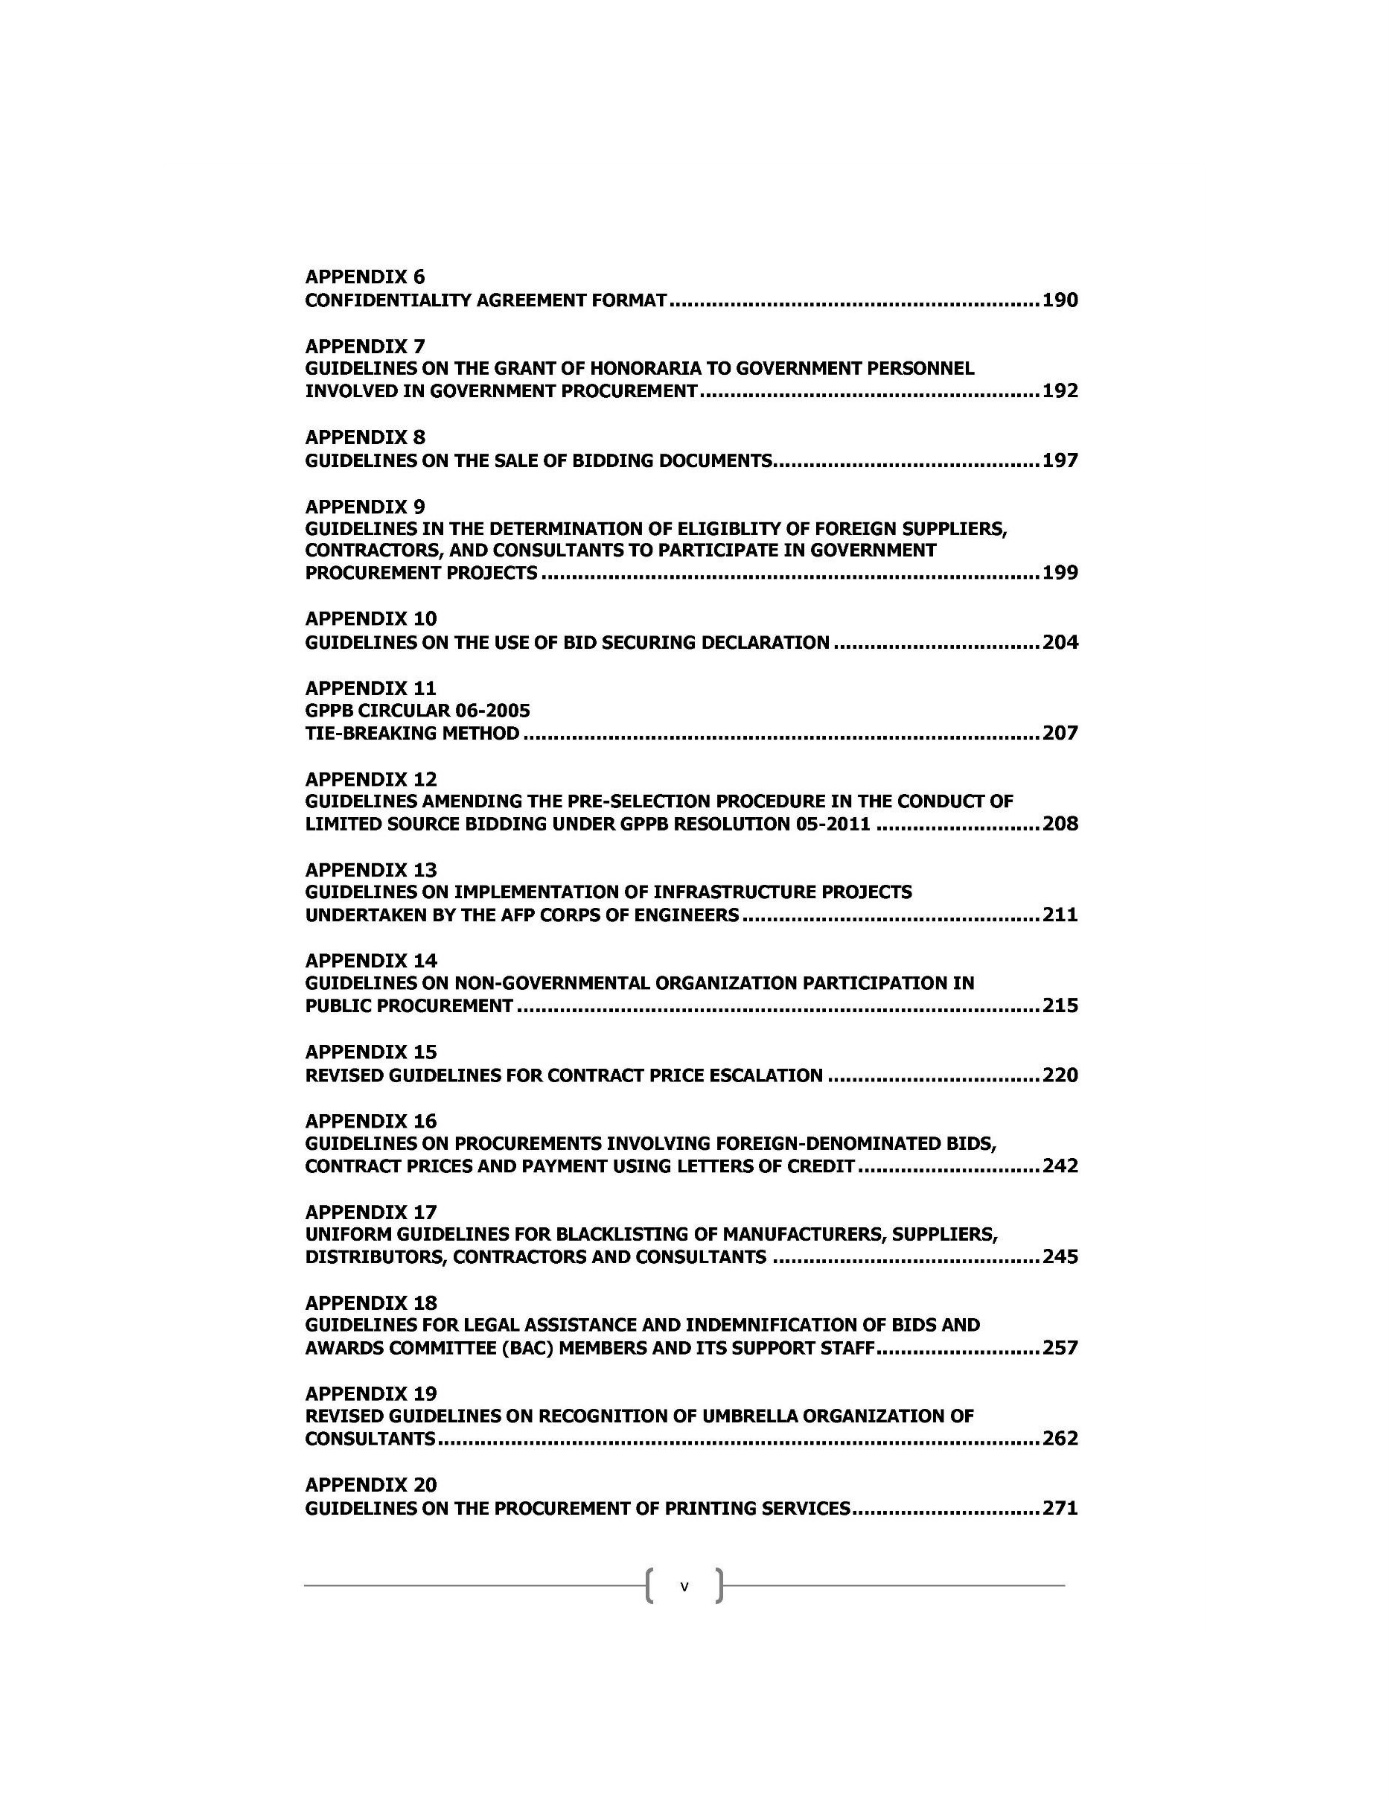 APPENDIX 6
CONFIDENTIALITY AGREEMENT FORMAT.............................................................190
APPENDIX 7
GUIDELINES ON THE GRANT OF HONORARIA TO GOVERNMENT PERSONNEL
INVOLVED IN GOVERNMENT PROCUREMENT........................................................192
APPENDIX 8
GUIDELINES ON THE SALE OF BIDDING DOCUMENTS............................................197
APPENDIX 9
GUIDELINES IN THE DETERMINATION OF ELIGIBLITY OF FOREIGN SUPPLIERS,
CONTRACTORS, AND CONSULTANTS TO PARTICIPATE IN GOVERNMENT
PROCUREMENT PROJECTS..................................................................................199
APPENDIX 10
GUIDELINES ON THE USE OF BID SECURING DECLARATION ..................................204
APPENDIX 11
GPPB CIRCULAR 06-2005
TIE-BREAKING METHOD .....................................................................................207
APPENDIX 12
GUIDELINES AMENDING THE PRE-SELECTION PROCEDURE IN THE CONDUCT OF
LIMITED SOURCE BIDDING UNDER GPPB RESOLUTION 05-2011 ...........................208
APPENDIX 13
GUIDELINES ON IMPLEMENTATION OF INFRASTRUCTURE PROJECTS
UNDERTAKEN BY THE AFP CORPS OF ENGINEERS.................................................211
APPENDIX 14
GUIDELINES ON NON-GOVERNMENTAL ORGANIZATION PARTICIPATION IN
PUBLIC PROCUREMENT ......................................................................................215
APPENDIX 15
REVISED GUIDELINES FOR CONTRACT PRICE ESCALATION ...................................220
APPENDIX 16
GUIDELINES ON PROCUREMENTS INVOLVING FOREIGN-DENOMINATED BIDS,
CONTRACT PRICES AND PAYMENT USING LETTERS OF CREDIT ..............................242
APPENDIX 17
UNIFORM GUIDELINES FOR BLACKLISTING OF MANUFACTURERS, SUPPLIERS,
DISTRIBUTORS, CONTRACTORS AND CONSULTANTS ............................................245
APPENDIX 18
GUIDELINES FOR LEGAL ASSISTANCE AND INDEMNIFICATION OF BIDS AND
AWARDS COMMITTEE (BAC) MEMBERS AND ITS SUPPORT STAFF...........................257
APPENDIX 19
REVISED GUIDELINES ON RECOGNITION OF UMBRELLA ORGANIZATION OF
CONSULTANTS...................................................................................................262
APPENDIX 20
GUIDELINES ON THE PROCUREMENT OF PRINTING SERVICES...............................271
v